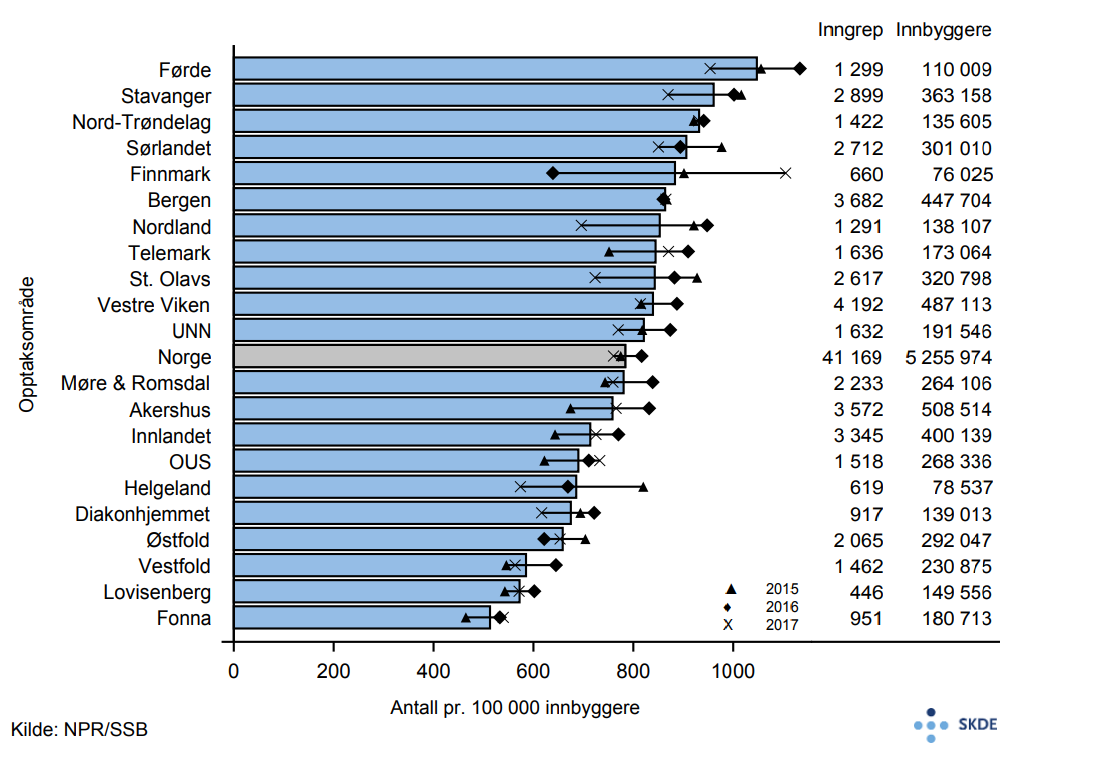 Inngrep Innbyggere
Førde 1 299 110 009
Stavanger 2 899 363 158
Nord-Trøndelag 1 422 135 605
Sørlandet 2 712 301 010
Finnmark 660 76 025
Bergen 3 682 447 704
Nordland 1 291 138 107
Telemark 1 636 173 064
St. Olavs 2 617 320 798
Vestre Viken 4 192 487 113
UNN 1 632 191 546
Norge 41 169 5 255 974
Møre & Romsdal 2 233 264 106
Akershus 3 572 508 514
Innlandet 3 345 400 139
OUS 1 518 268 336
Helgeland 619 78 537
Diakonhjemmet 917 139 013
Østfold 2 065 292 047
Vestfold 1 462 230 875
Lovisenberg 446 149 556
Fonna 951 180 713
Opptaksområde
2015
2016
2017
0 200 400 600 800 1000
Antall pr. 100 000 innbyggere
Kilde: NPR/SSB
SKDE